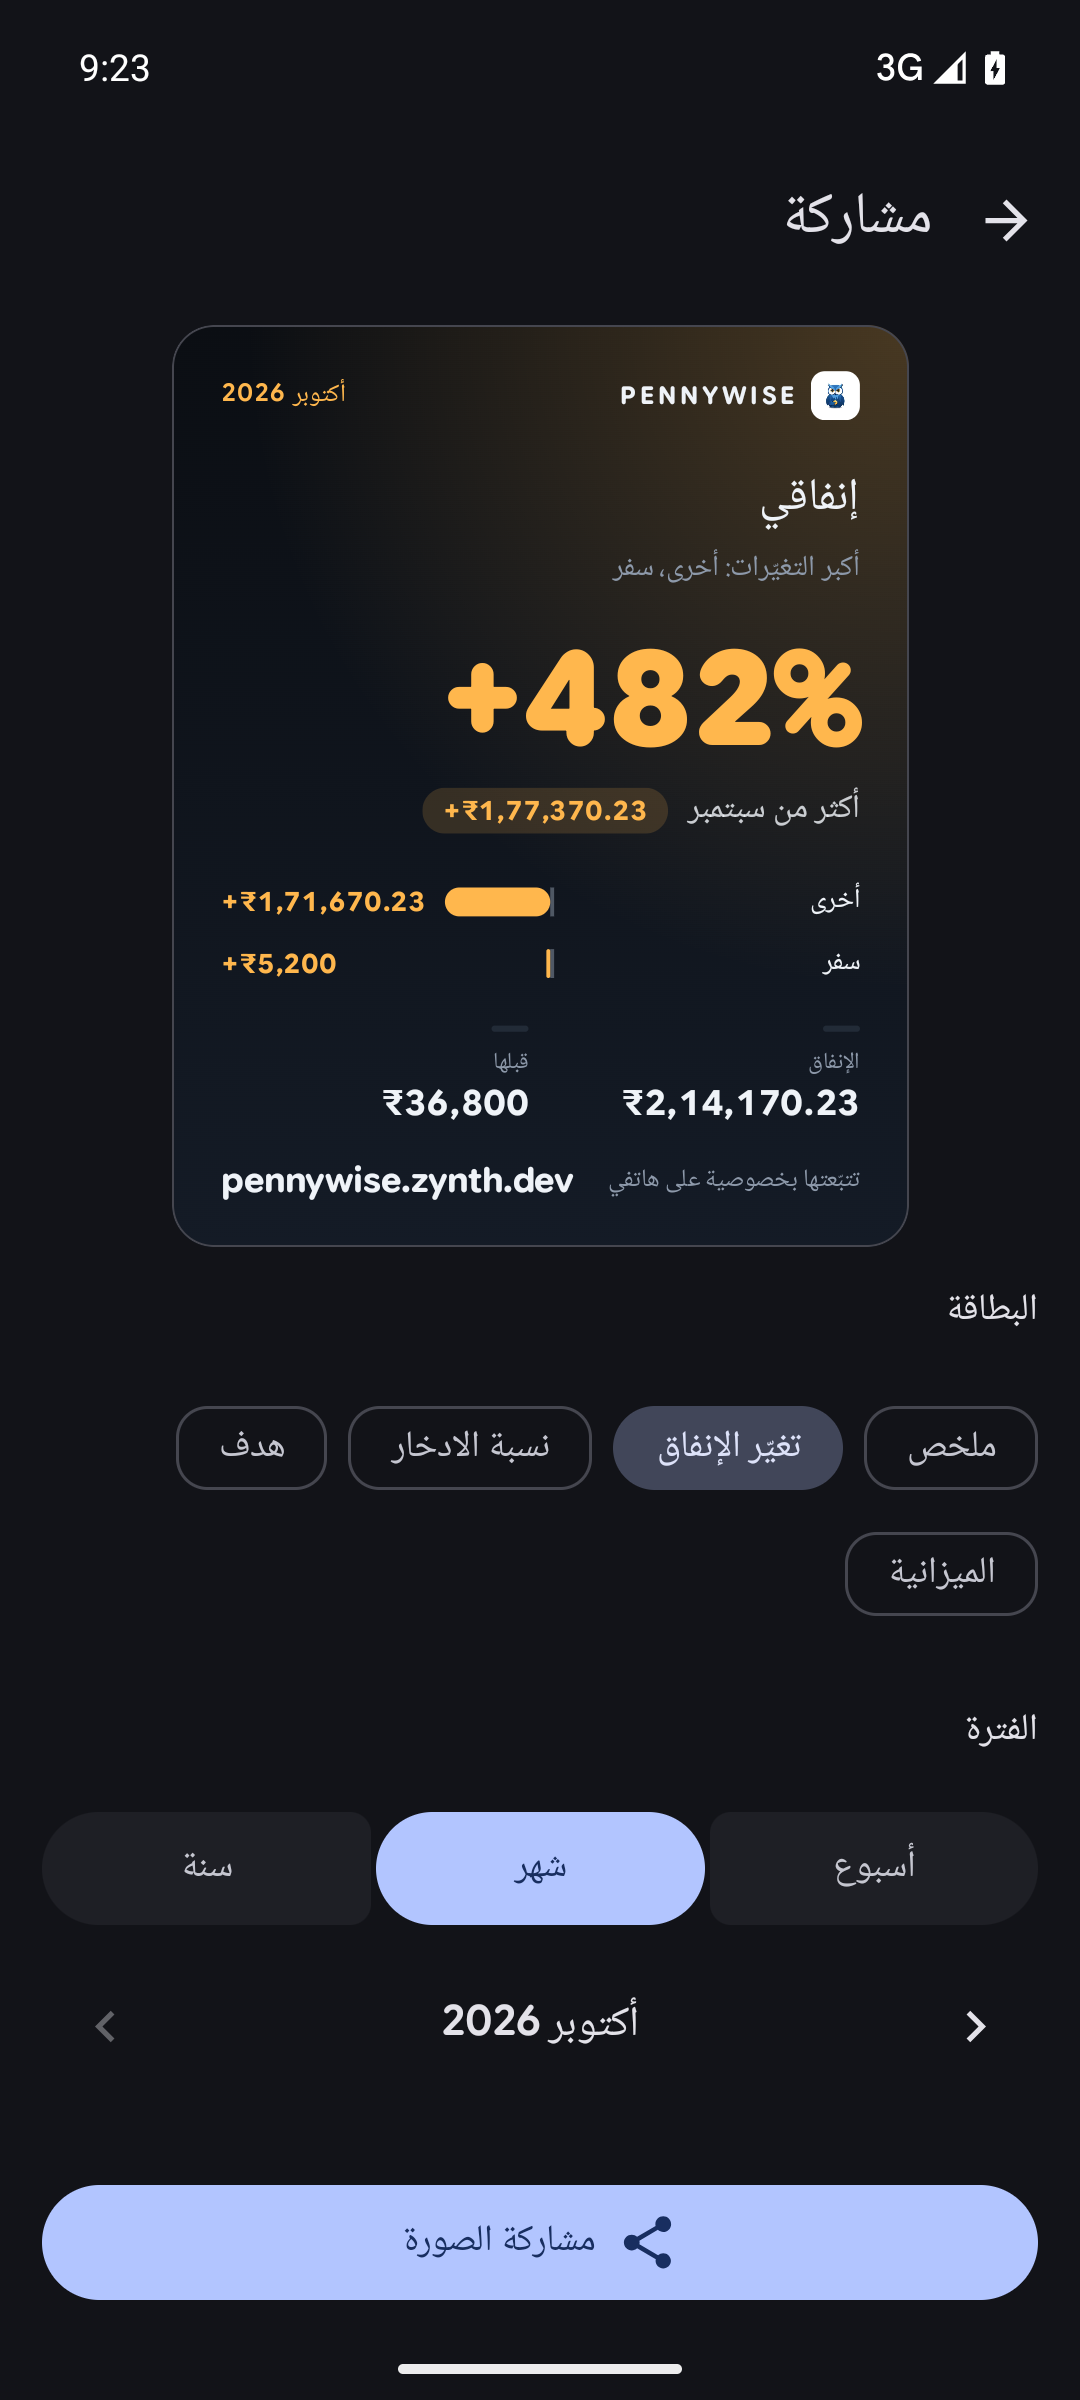 9:23
3G
مشاركة
PENNYWISE
أكتوبر 2026
إنفاقي
أكبر التغيّرات: أخرى، سفر
+482%
أكثر من سبتمبر +₹1,77,370.23
أخرى +₹1,71,670.23
سفر +₹5,200
الإنفاق قبلها
₹2,14,170.23 ₹36,800
تتبّعتها بخصوصية على هاتفي pennywise.zynth.dev
البطاقة
ملخص تغيّر الإنفاق نسبة الادخار هدف
الميزانية
الفترة
أسبوع شهر سنة
أكتوبر 2026
مشاركة الصورة